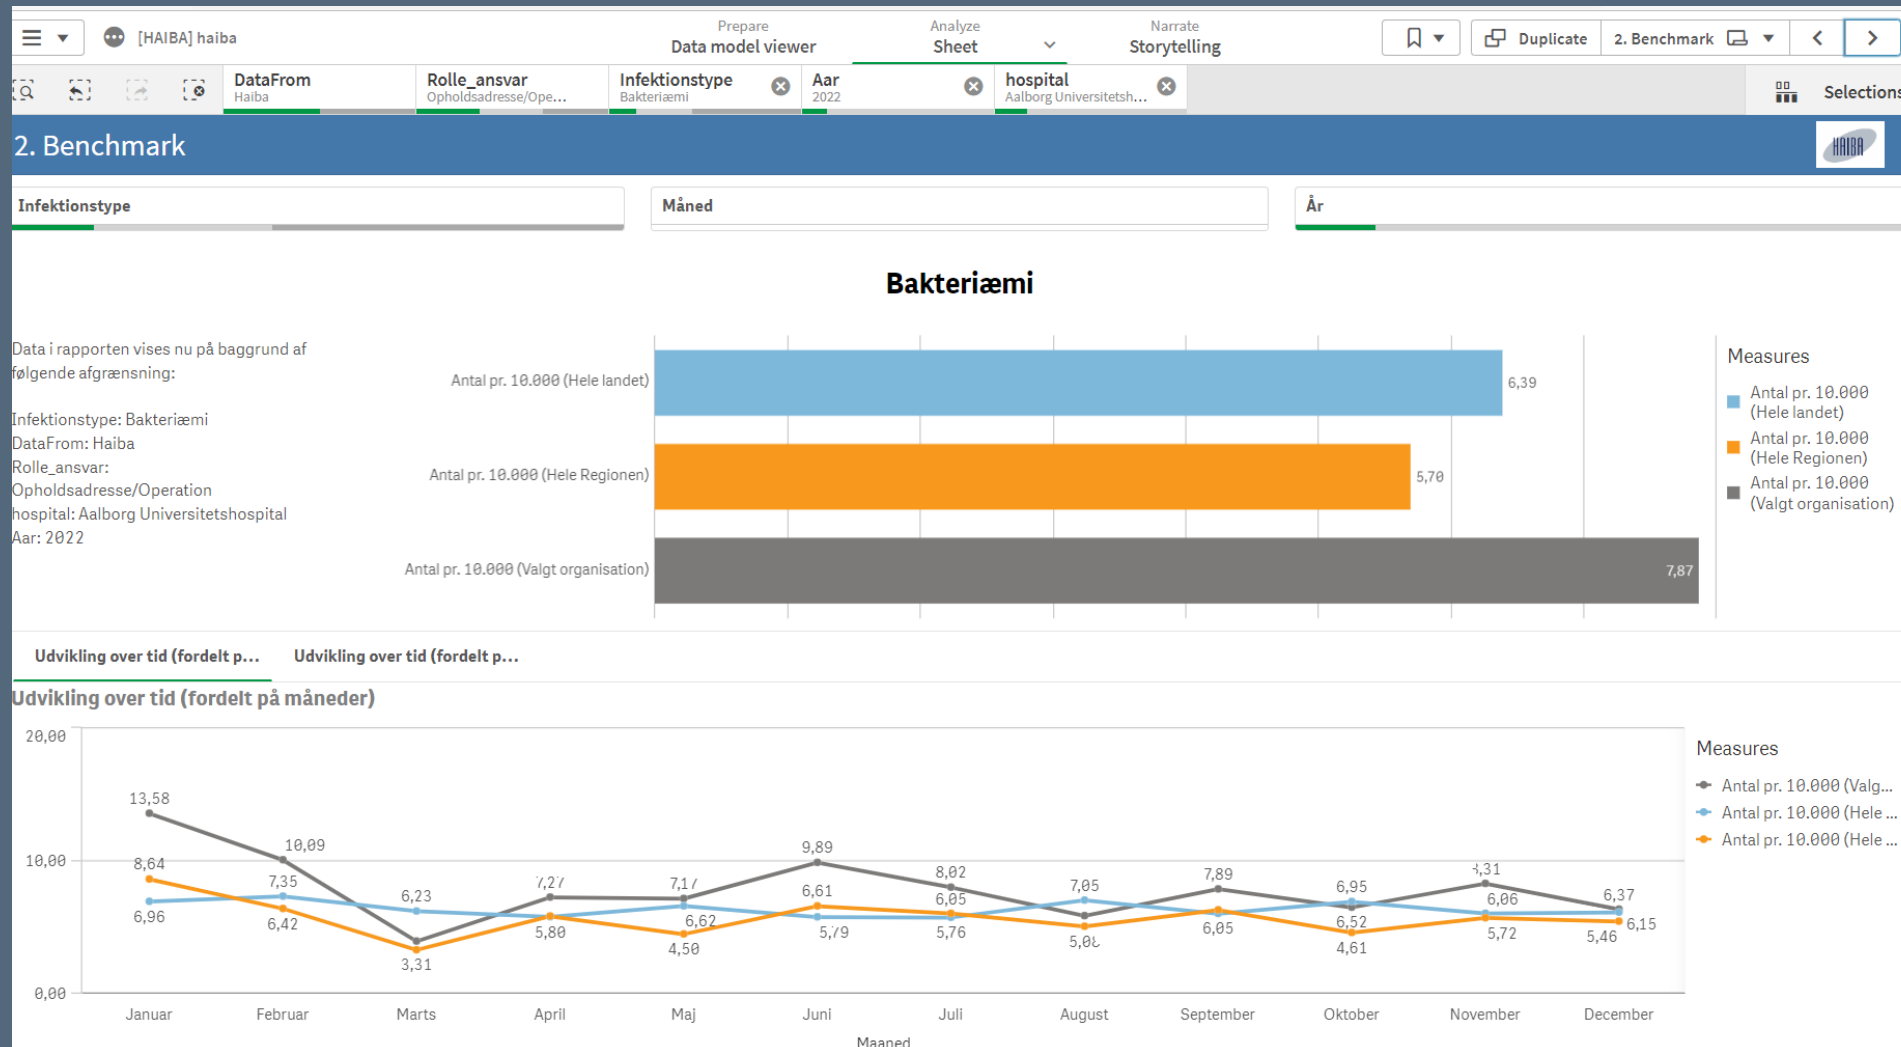 [HAIBA] haiba
Prepare
Data model viewer
Analyze
Sheet
Narrate
Storytelling
Duplicate
2. Benchmark
DataFrom
Haiba
Rolle_ansvar
Opholdsadresse/Ope...
Infektionstype
Bakteriæmi
Aar
2022
hospital
Aalborg Universitetsh...
Selections
2. Benchmark
HAIBA
Infektionstype
Måned
År
Bakteriæmi
Data i rapporten vises nu på baggrund af
følgende afgrænsning:
Infektionstype: Bakteriæmi
DataFrom: Haiba
Rolle_ansvar:
Opholdsadresse/Operation
hospital: Aalborg Universitetshospital
Aar: 2022
Antal pr. 10.000 (Hele landet)
6,39
Antal pr. 10.000 (Hele Regionen)
5,70
Antal pr. 10.000 (Valgt organisation)
7,87
Measures
Antal pr. 10.000
(Hele landet)
Antal pr. 10.000
(Hele Regionen)
Antal pr. 10.000
(Valgt organisation)
Udvikling over tid (fordelt p...
Udvikling over tid (fordelt p...
Udvikling over tid (fordelt på måneder)
20,00
10,00
0,00
13,58
8,64
6,96
10,09
7,35
6,42
6,23
3,31
7,27
5,80
7,17
6,62
4,50
9,89
6,61
5,79
8,02
6,05
5,76
7,05
7,89
6,05
6,95
6,52
4,61
6,06
5,72
6,37
6,15
5,46
Januar
Februar
Marts
April
Maj
Juni
Juli
August
September
Oktober
November
December
Maaned
Measures
Antal pr. 10.000 (Valg...
Antal pr. 10.000 (Hele ...
Antal pr. 10.000 (Hele ...